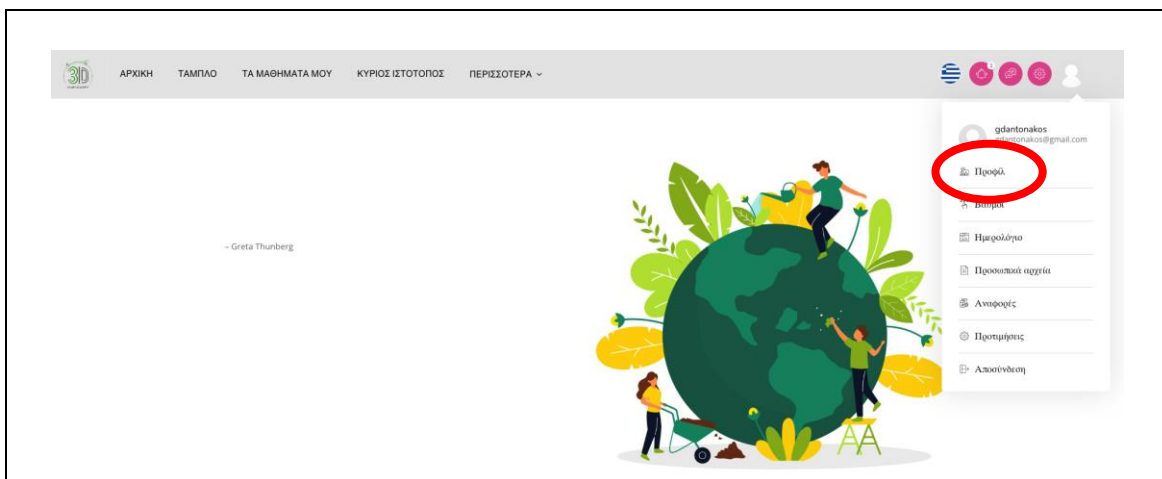 3D
ΑΡΧΙΚΗ ΤΑΜΠΛΟ ΤΑ ΜΑΘΗΜΑΤΑ ΜΟΥ ΚΥΡΙΟΣ ΙΣΤΟΤΟΠΟΣ ΠΕΡΙΣΣΟΤΕΡΑ
gdantonakos
gdantonakos@gmail.com
Προφίλ
Βαθμοί
Ημερολόγιο
Προσωπικά αρχεία
Αναφορές
Προτιμήσεις
Αποσύνδεση
– Greta Thunberg